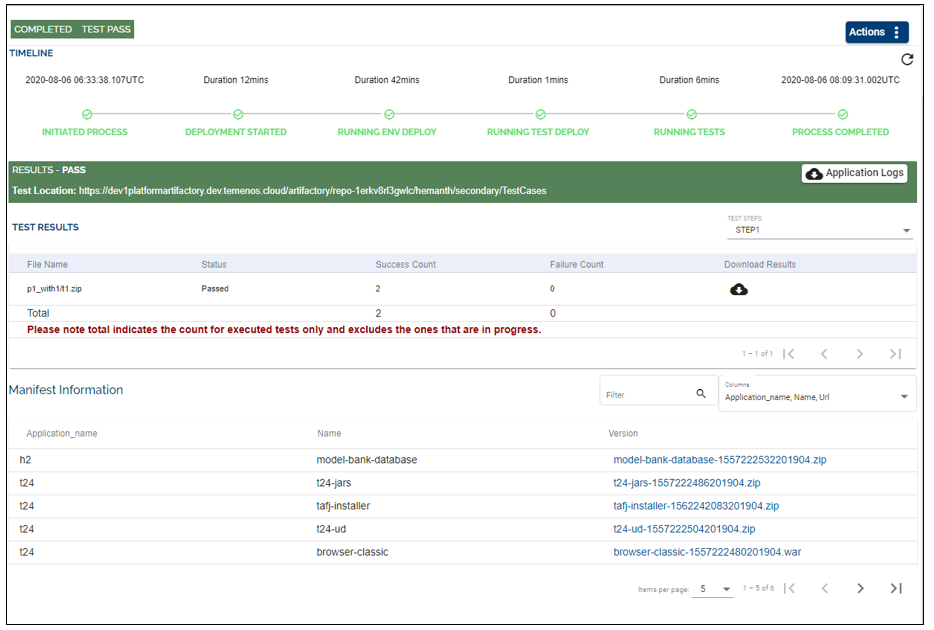 COMPLETED TEST PASS
Actions
TIMELINE
2020-08-06 06:33:38.107UTC Duration 12mins Duration 42mins Duration 1mins Duration 6mins 2020-08-06 08:09:31.002UTC
INITIATED PROCESS DEPLOYMENT STARTED RUNNING ENV DEPLOY RUNNING TEST DEPLOY RUNNING TESTS PROCESS COMPLETED
RESULTS - PASS
Application Logs
Test Location: https://dev1platformartifactory.dev.temenos.cloud/artifactory/repo-1erkv8rl3gwlc/hemanth/secondary/TestCases
TEST RESULTS
TEST STEPS
STEP1
File Name Status Success Count Failure Count Download Results
p1_with1/t1.zip Passed 2 0
Total 2 0
Please note total indicates the count for executed tests only and excludes the ones that are in progress.
1 – 1 of 1
Manifest Information
Filter
Columns
Application_name, Name, Url
Application_name Name Version
h2 model-bank-database model-bank-database-1557222532201904.zip
t24 t24-jars t24-jars-1557222486201904.zip
t24 tafj-installer tafj-installer-1562242083201904.zip
t24 t24-ud t24-ud-1557222504201904.zip
t24 browser-classic browser-classic-1557222480201904.war
Items per page: 5 1 – 5 of 6